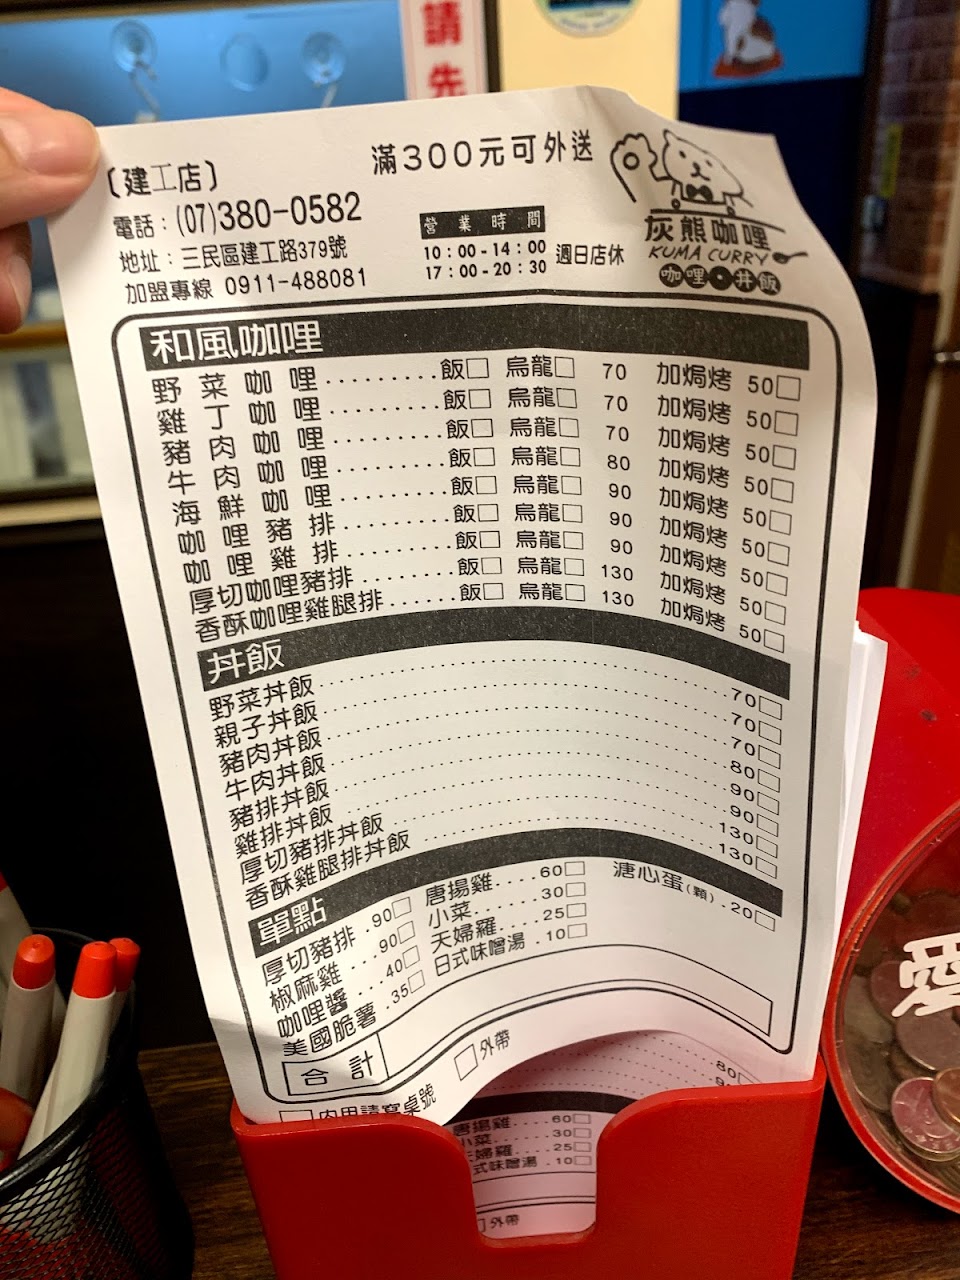 請先
〔建工店〕
滿300元可外送
電話：(07)380-0582
地址：三民區建工路379號
加盟專線 0911-488081
營業時間
10:00-14:00
17:00-20:30
週日店休
灰熊咖哩
KUMA CURRY
咖哩・丼飯
和風咖哩
野菜咖哩.........飯□ 烏龍□ 70 加焗烤 50□
雞丁咖哩.........飯□ 烏龍□ 70 加焗烤 50□
豬肉咖哩.........飯□ 烏龍□ 70 加焗烤 50□
牛肉咖哩.........飯□ 烏龍□ 80 加焗烤 50□
海鮮咖哩.........飯□ 烏龍□ 90 加焗烤 50□
咖哩豬排.........飯□ 烏龍□ 90 加焗烤 50□
咖哩雞排.........飯□ 烏龍□ 90 加焗烤 50□
厚切咖哩豬排........飯□ 烏龍□ 130 加焗烤 50□
香酥咖哩雞腿排......飯□ 烏龍□ 130 加焗烤 50□
丼飯
野菜丼飯....................70□
親子丼飯....................70□
豬肉丼飯....................70□
牛肉丼飯....................80□
豬排丼飯....................90□
雞排丼飯....................90□
厚切豬排丼飯....................130□
香酥雞腿排丼飯....................130□
單點
厚切豬排.90□ 唐揚雞....60□ 溏心蛋(顆).20□
椒麻雞...90□ 小菜.......30□
咖哩醬...40□ 天婦羅....25□
美國脆薯.35□ 日式味噌湯.10□
合計
□內用請寫桌號 □外帶
80□
唐揚雞....60□
小菜......30□
天婦羅....25□
式味噌湯.10□
外帶
愛